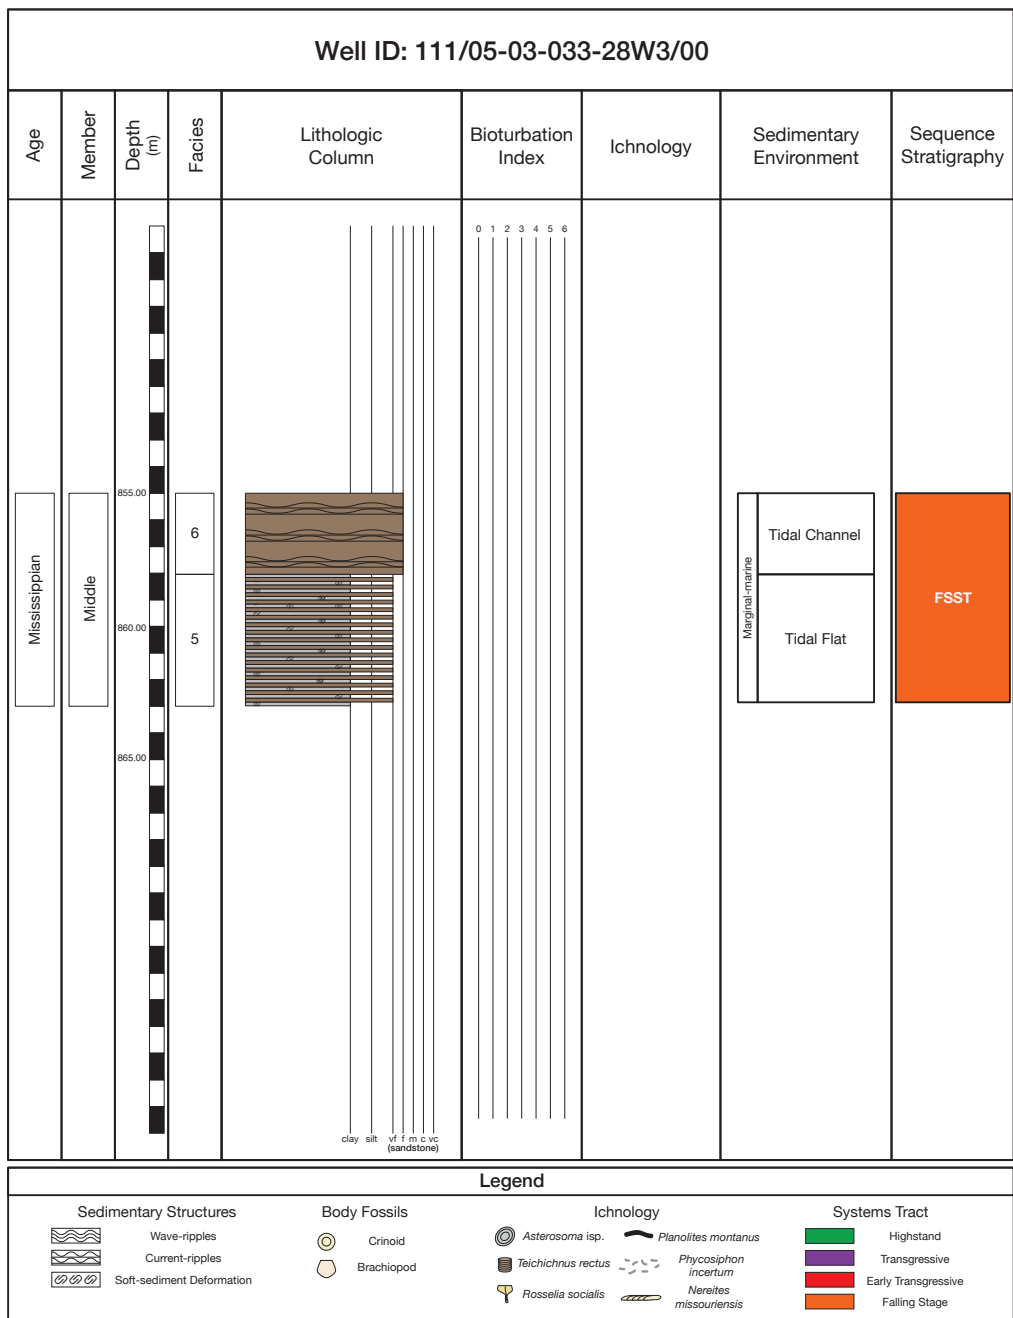 Well ID: 111/05-03-033-28W3/00
Age
Member
Depth
(m)
Facies
Lithologic
Column
Bioturbation
Index
Ichnology
Sedimentary
Environment
Sequence
Stratigraphy
0 1 2 3 4 5 6
855.00
860.00
865.00
Mississippian
Middle
6
5
Marginal-marine
Tidal Channel
Tidal Flat
FSST
clay silt vf f m c vc
(sandstone)
Legend
Sedimentary Structures
Wave-ripples
Current-ripples
Soft-sediment Deformation
Body Fossils
Crinoid
Brachiopod
Ichnology
Asterosoma isp.
Teichichnus rectus
Rosselia socialis
Planolites montanus
Phycosiphon
incertum
Nereites
missouriensis
Systems Tract
Highstand
Transgressive
Early Transgressive
Falling Stage